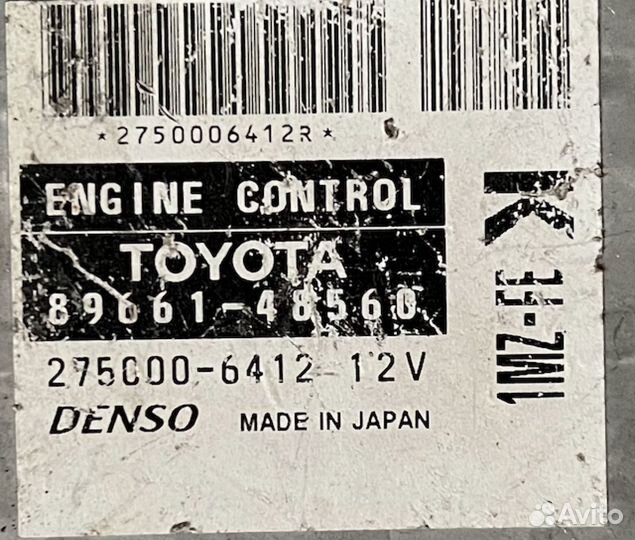 *2750006412R*
ENGINE CONTROL
TOYOTA
89661-48560
275000-6412 12V
DENSO MADE IN JAPAN
K
1MZ-FE
Avito